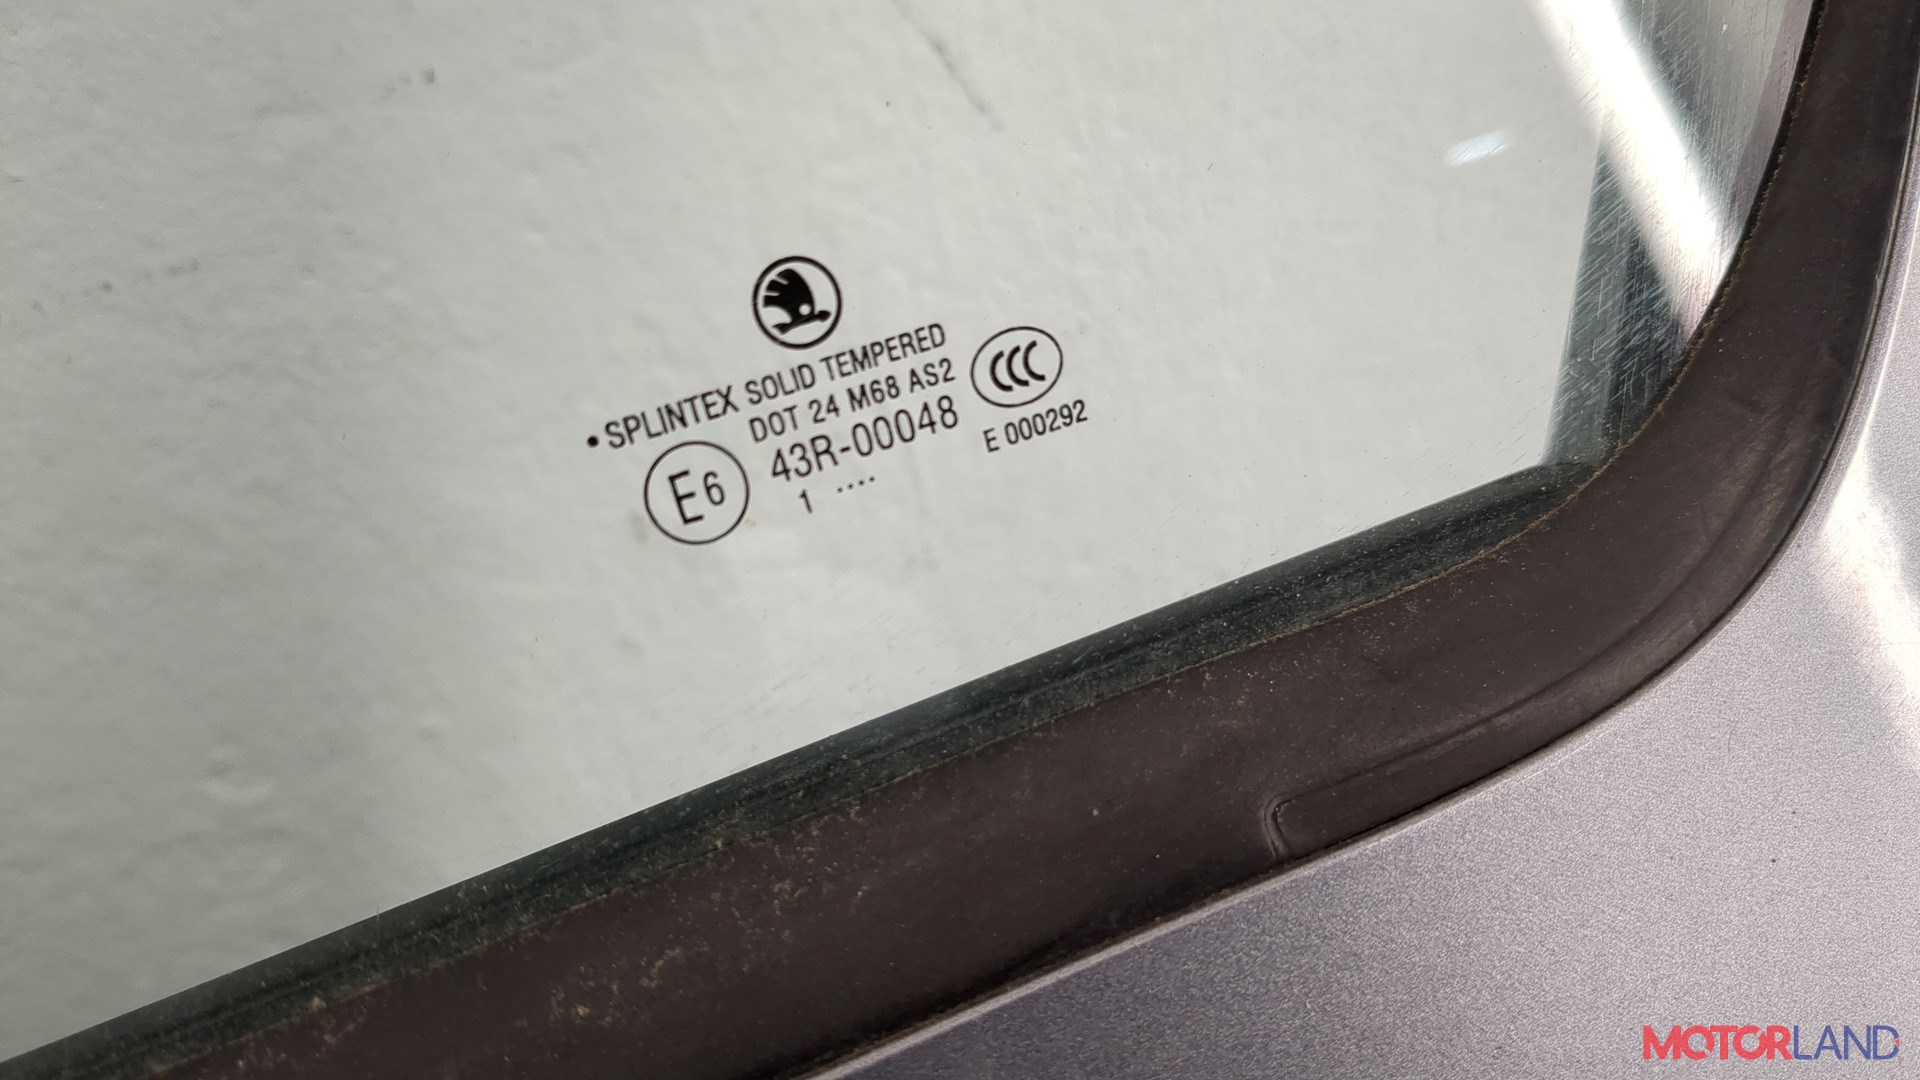 • SPLINTEX SOLID TEMPERED
DOT 24 M68 AS2
43R-00048
1 ....
E6
CCC
E 000292
MOTORLAND